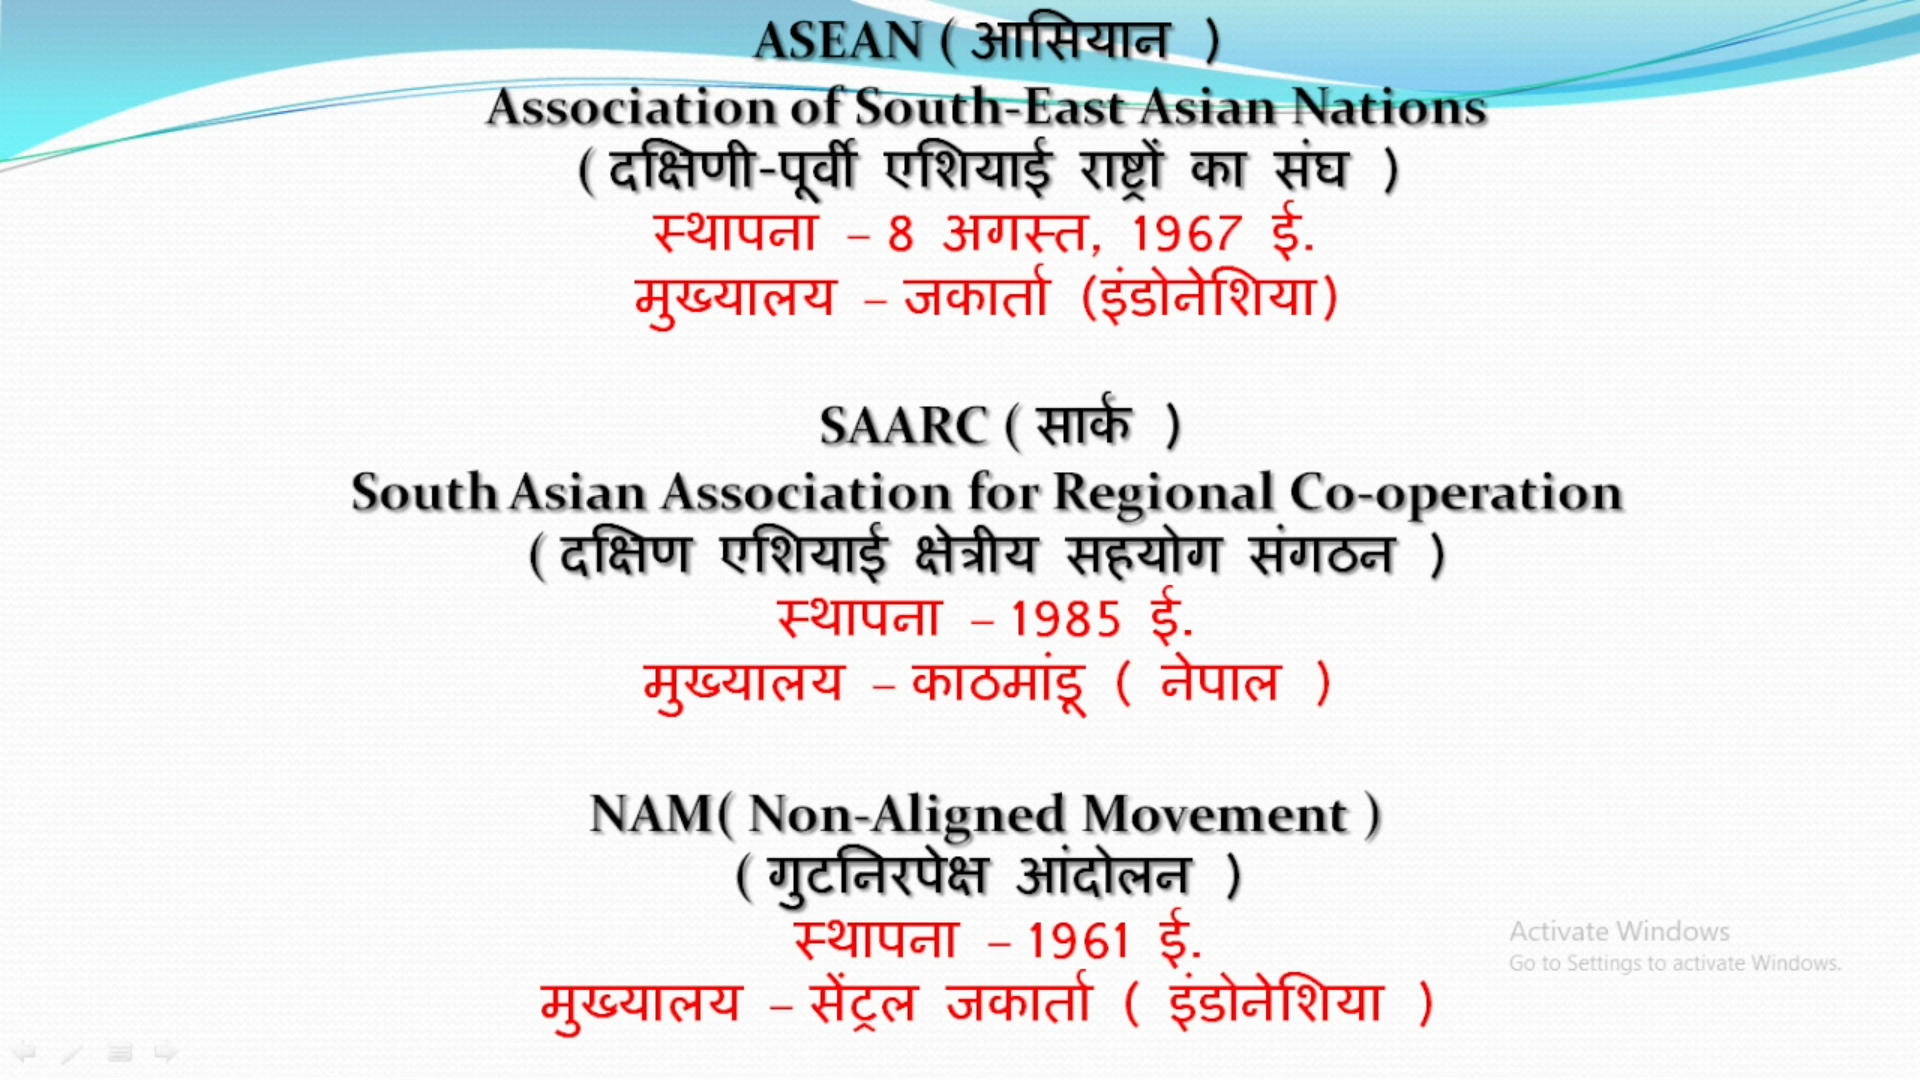 ASEAN ( आसियान )
Association of South-East Asian Nations
( दक्षिणी-पूर्वी एशियाई राष्ट्रों का संघ )
स्थापना – 8 अगस्त, 1967 ई.
मुख्यालय – जकार्ता (इंडोनेशिया)
SAARC ( सार्क )
South Asian Association for Regional Co-operation
( दक्षिण एशियाई क्षेत्रीय सहयोग संगठन )
स्थापना – 1985 ई.
मुख्यालय – काठमांडू ( नेपाल )
NAM( Non-Aligned Movement )
( गुटनिरपेक्ष आंदोलन )
स्थापना – 1961 ई.
मुख्यालय – सेंट्रल जकार्ता ( इंडोनेशिया )
Activate Windows
Go to Settings to activate Windows.